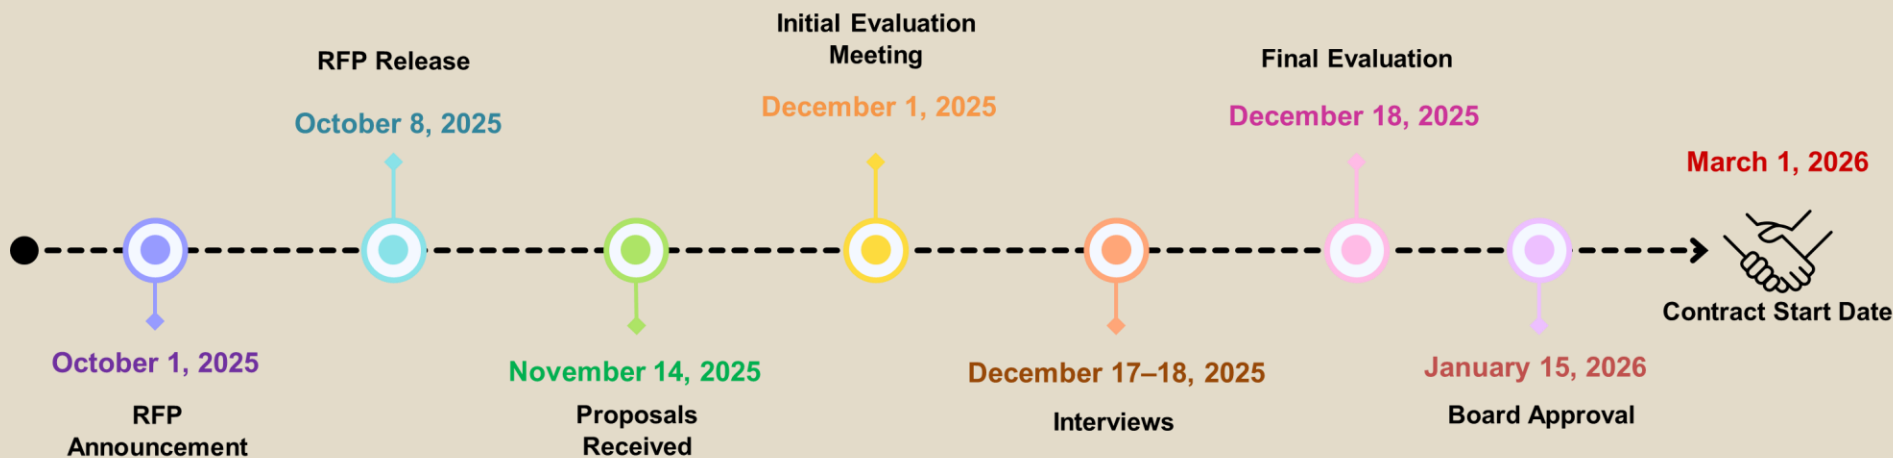 October 1, 2025
RFP
Announcement
RFP Release
October 8, 2025
November 14, 2025
Proposals
Received
Initial Evaluation
Meeting
December 1, 2025
December 17–18, 2025
Interviews
Final Evaluation
December 18, 2025
January 15, 2026
Board Approval
March 1, 2026
Contract Start Date